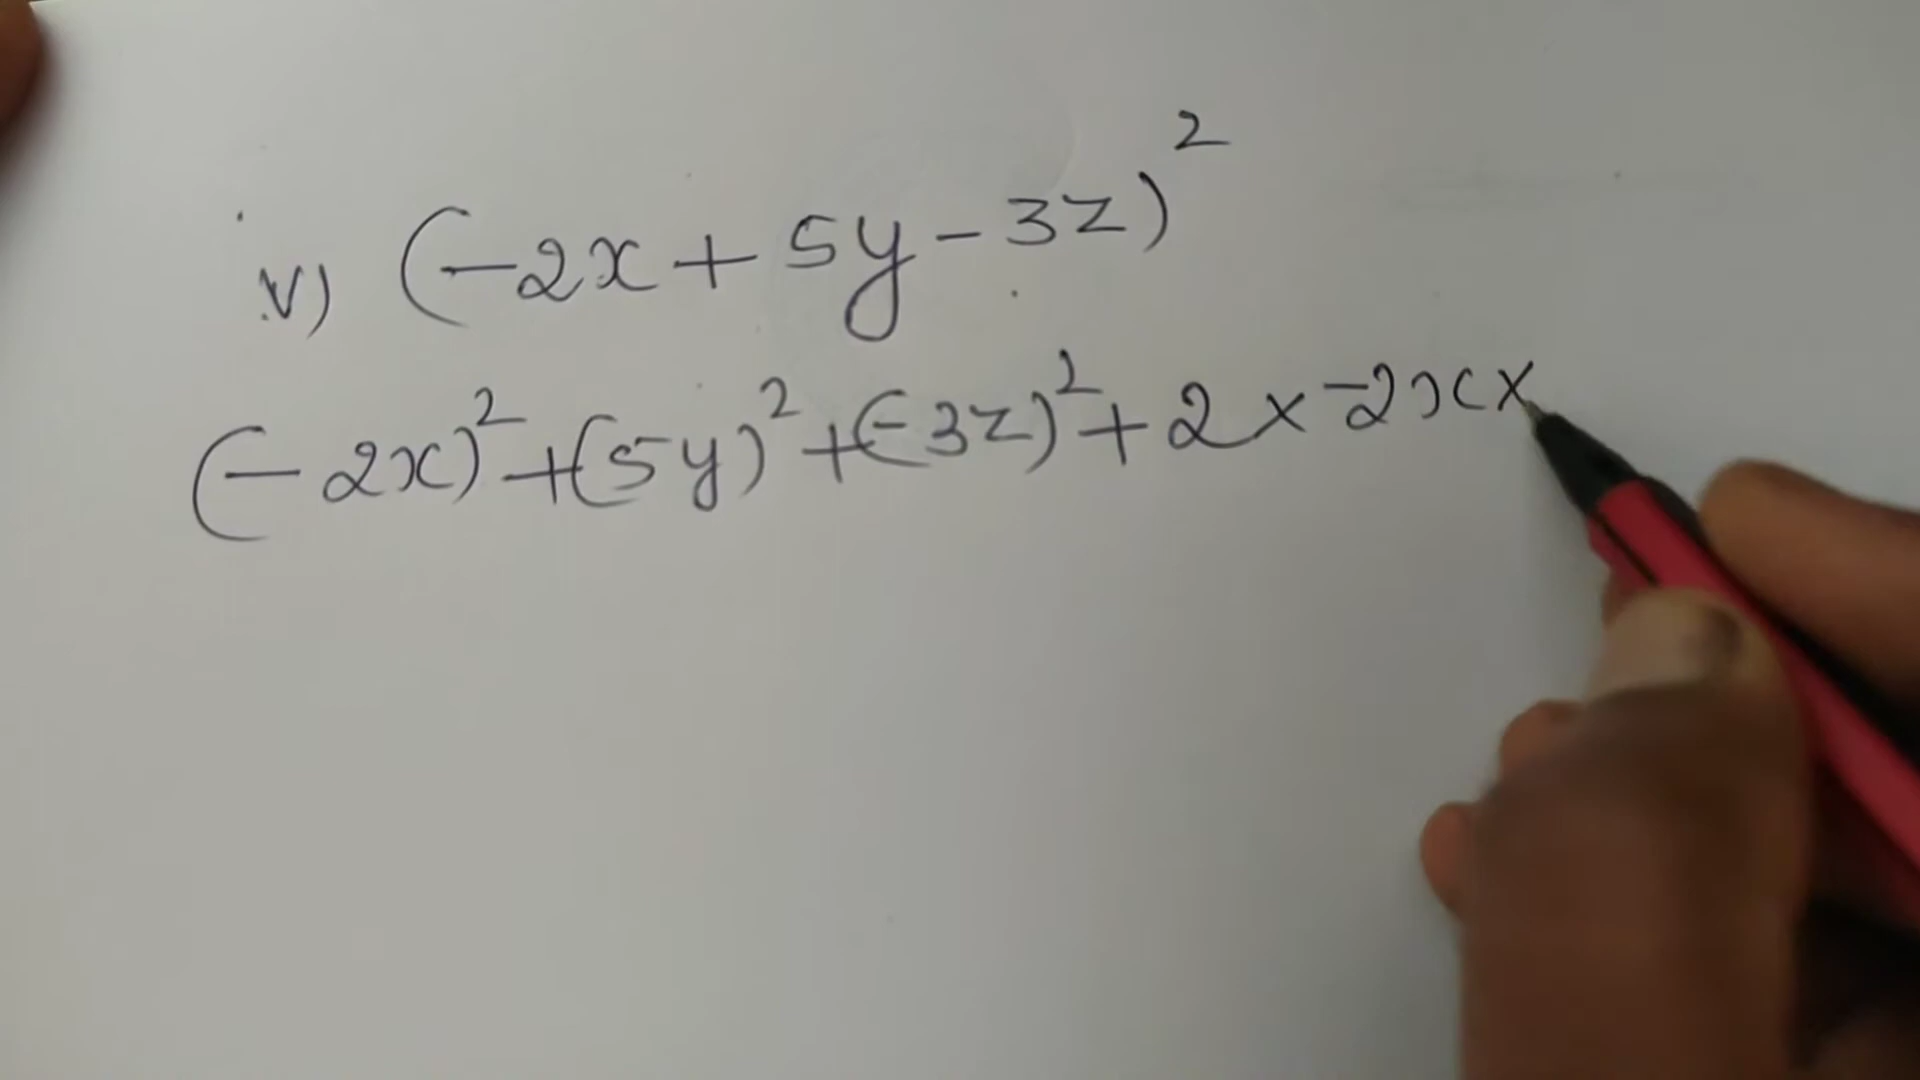 v) (-2x + 5y - 3z)²
(-2x)² + (5y)² + (-3z)² + 2 × -2x ×